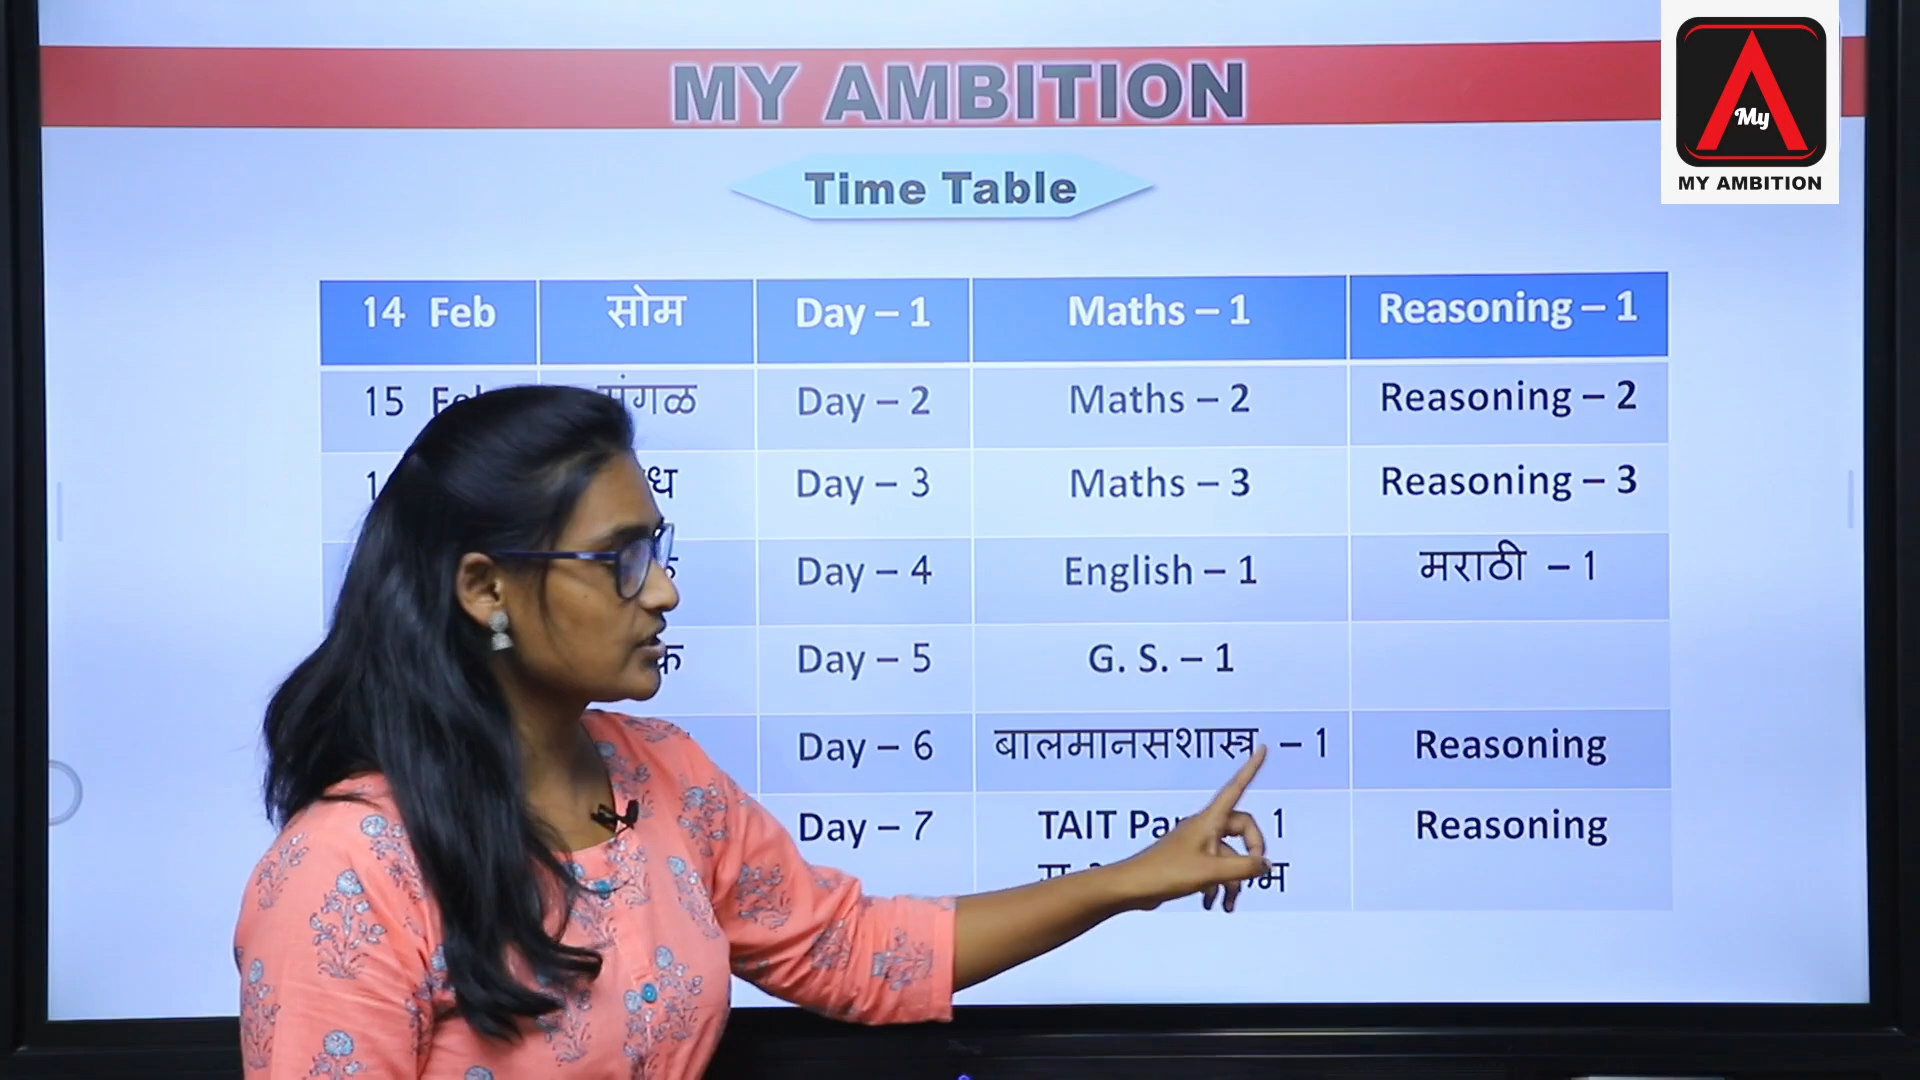 MY AMBITION
My
MY AMBITION
Time Table
14 Feb सोम Day – 1 Maths – 1 Reasoning – 1
15 Day – 2 Maths – 2 Reasoning – 2
Day – 3 Maths – 3 Reasoning – 3
Day – 4 English – 1 मराठी – 1
Day – 5 G. S. – 1
Day – 6 बालमानसशास्त्र – 1 Reasoning
Day – 7 TAIT 1 Reasoning